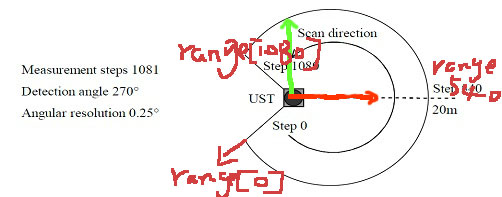 Scan direction
range[1080]
Step 1080
Measurement steps 1081
Detection angle 270°
Angular resolution 0.25°
UST
range
540
Step
20m
Step 0
range[0]